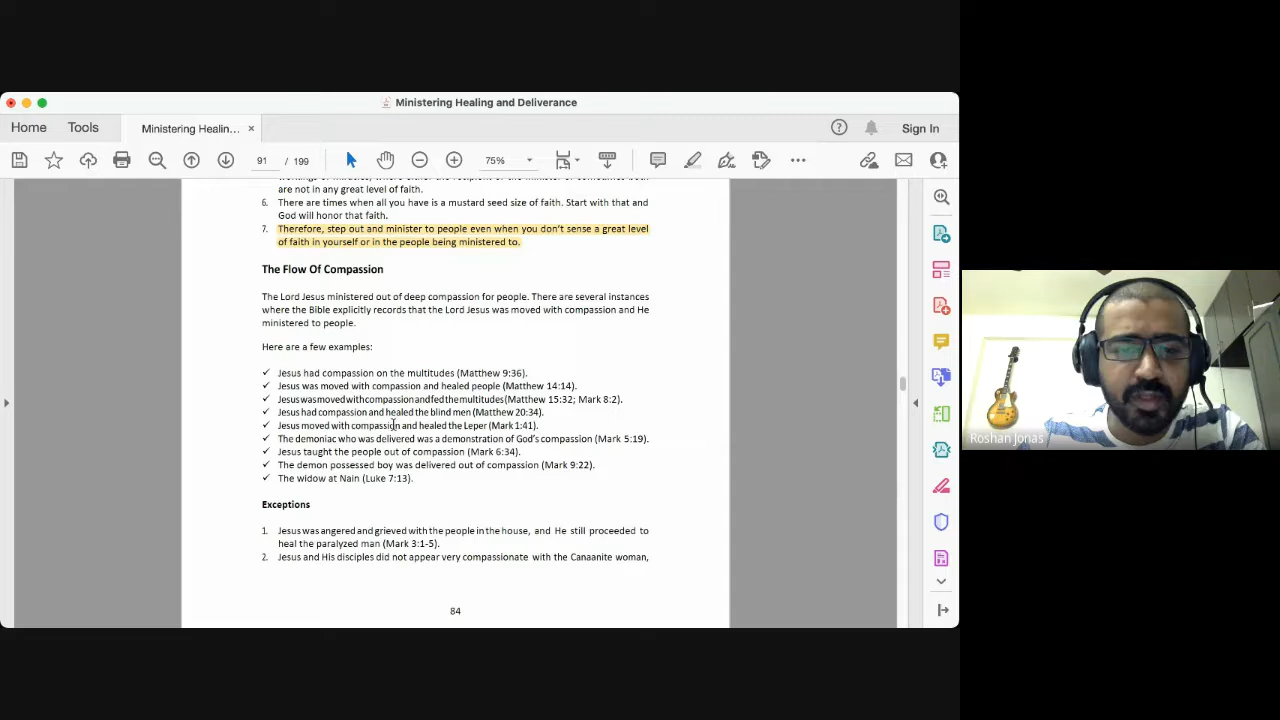 Ministering Healing and Deliverance
Home Tools Ministering Healin... × Sign In
91 / 199 75%
are not in any great level of faith.
6. There are times when all you have is a mustard seed size of faith. Start with that and
God will honor that faith.
7. Therefore, step out and minister to people even when you don't sense a great level
of faith in yourself or in the people being ministered to.
The Flow Of Compassion
The Lord Jesus ministered out of deep compassion for people. There are several instances
where the Bible explicitly records that the Lord Jesus was moved with compassion and He
ministered to people.
Here are a few examples:
✓ Jesus had compassion on the multitudes (Matthew 9:36).
✓ Jesus was moved with compassion and healed people (Matthew 14:14).
✓ Jesus was moved with compassion and fed the multitudes (Matthew 15:32; Mark 8:2).
✓ Jesus had compassion and healed the blind men (Matthew 20:34).
✓ Jesus moved with compassion and healed the Leper (Mark 1:41).
✓ The demoniac who was delivered was a demonstration of God's compassion (Mark 5:19).
✓ Jesus taught the people out of compassion (Mark 6:34).
✓ The demon possessed boy was delivered out of compassion (Mark 9:22).
✓ The widow at Nain (Luke 7:13).
Exceptions
1. Jesus was angered and grieved with the people in the house, and He still proceeded to
heal the paralyzed man (Mark 3:1-5).
2. Jesus and His disciples did not appear very compassionate with the Canaanite woman,
84
Roshan Jonas